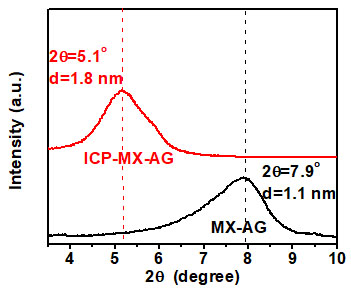 Intensity (a.u.)
2θ=5.1°
d=1.8 nm
ICP-MX-AG
2θ=7.9°
d=1.1 nm
MX-AG
4 5 6 7 8 9 10
2θ (degree)